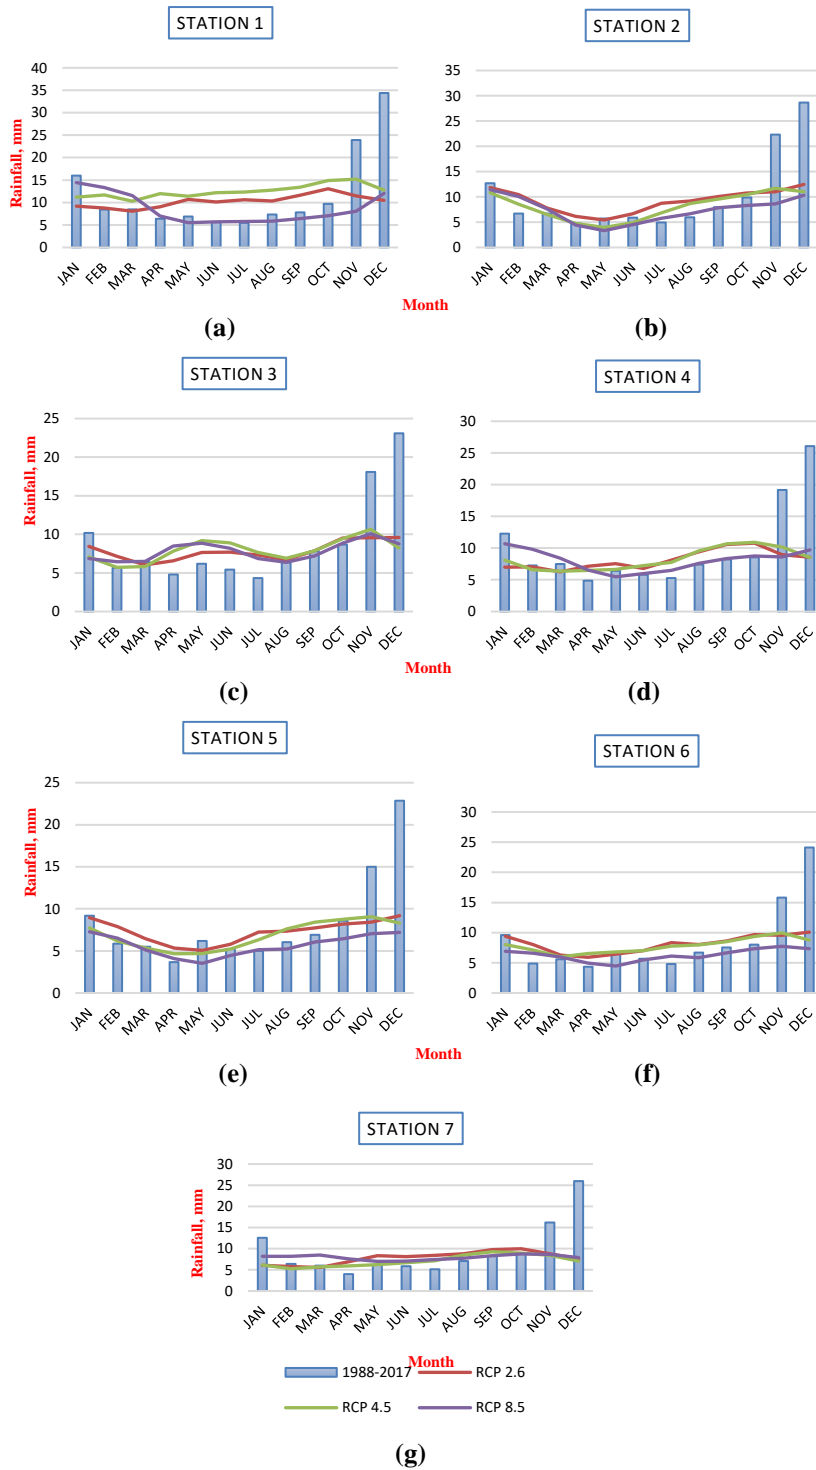 STATION 1
Rainfall, mm
40
35
30
25
20
15
10
5
0
JAN FEB MAR APR MAY JUN JUL AUG SEP OCT NOV DEC
(a)
STATION 2
35
30
25
20
15
10
5
0
JAN FEB MAR APR MAY JUN JUL AUG SEP OCT NOV DEC
Month
(b)
STATION 3
Rainfall, mm
25
20
15
10
5
0
JAN FEB MAR APR MAY JUN JUL AUG SEP OCT NOV DEC
(c)
STATION 4
30
25
20
15
10
5
0
JAN FEB MAR APR MAY JUN JUL AUG SEP OCT NOV DEC
Month
(d)
STATION 5
Rainfall, mm
25
20
15
10
5
0
JAN FEB MAR APR MAY JUN JUL AUG SEP OCT NOV DEC
(e)
STATION 6
30
25
20
15
10
5
0
JAN FEB MAR APR MAY JUN JUL AUG SEP OCT NOV DEC
Month
(f)
STATION 7
Rainfall, mm
30
25
20
15
10
5
0
JAN FEB MAR APR MAY JUN JUL AUG SEP OCT NOV DEC
Month
1988-2017 RCP 2.6
RCP 4.5 RCP 8.5
(g)